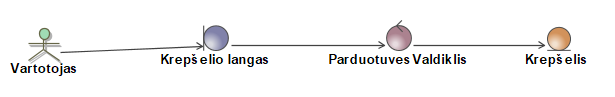 Vartotojas
Krepšelio langas
Parduotuves Valdiklis
Krepšelis